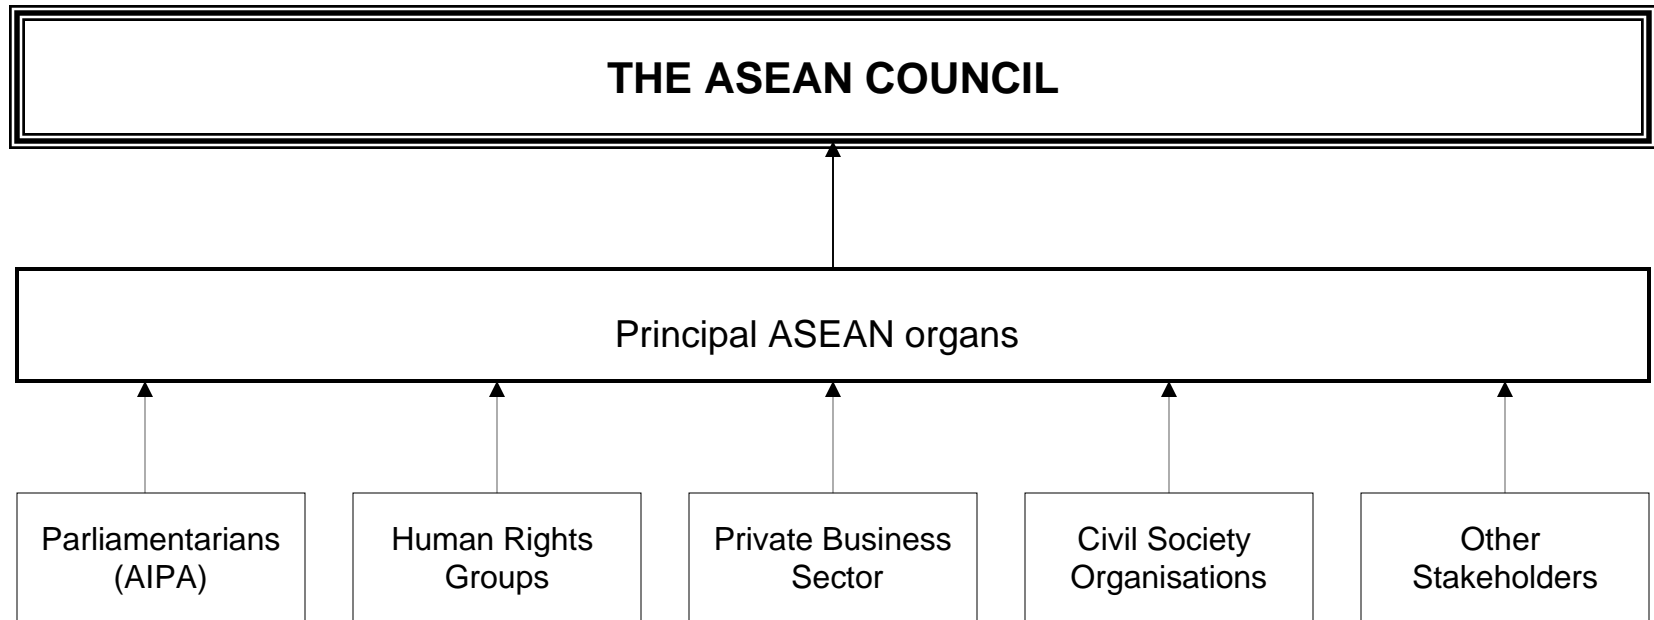 THE ASEAN COUNCIL
Principal ASEAN organs
Parliamentarians
(AIPA)
Human Rights
Groups
Private Business
Sector
Civil Society
Organisations
Other
Stakeholders